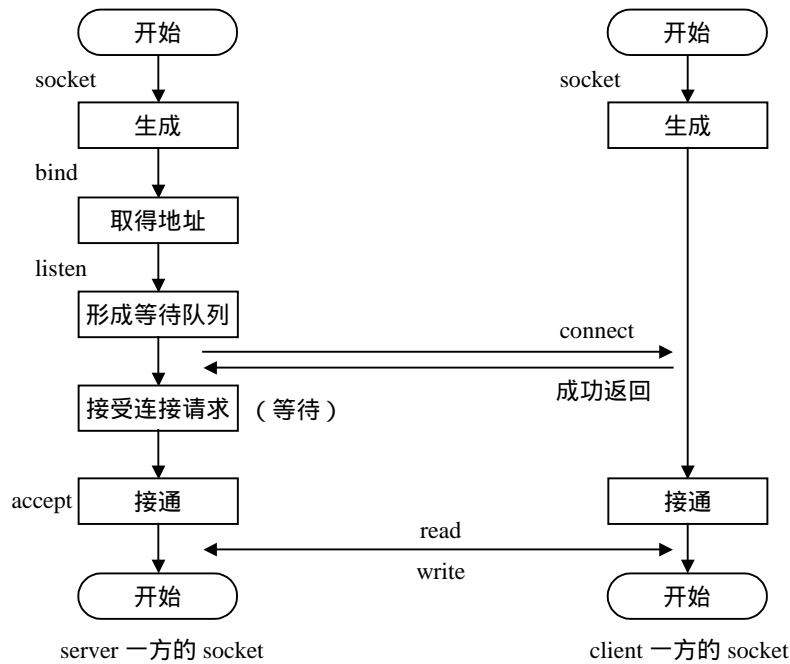 开始
开始
socket
socket
生成
生成
bind
取得地址
listen
形成等待队列
connect
成功返回
接受连接请求 （等待）
accept
接通
接通
read
write
开始
开始
server 一方的 socket
client 一方的 socket